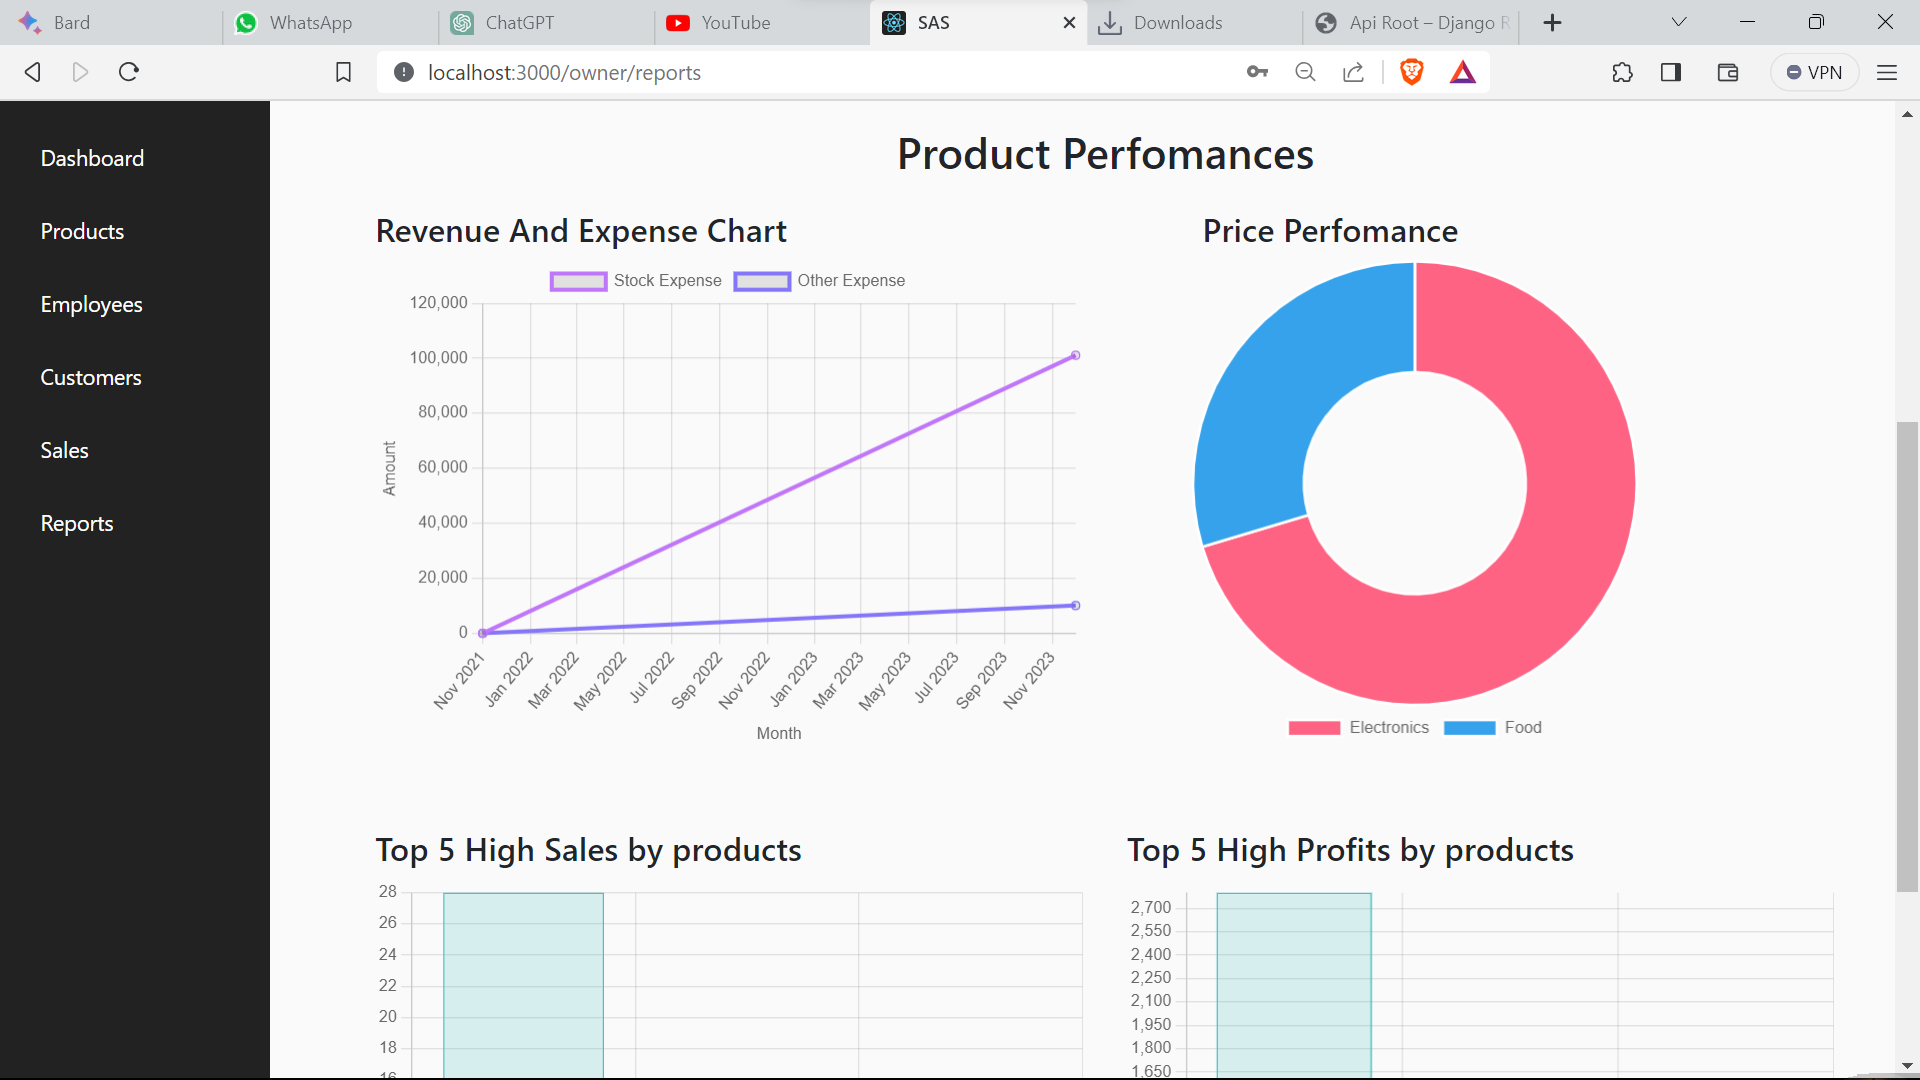 Bard
WhatsApp
ChatGPT
YouTube
SAS
Downloads
Api Root – Django R
localhost:3000/owner/reports
VPN
Dashboard
Products
Employees
Customers
Sales
Reports
Product Perfomances
Revenue And Expense Chart
Stock Expense Other Expense
120,000
100,000
80,000
60,000
40,000
20,000
0
Amount
Nov 2021 Jan 2022 Mar 2022 May 2022 Jul 2022 Sep 2022 Nov 2022 Jan 2023 Mar 2023 May 2023 Jul 2023 Sep 2023 Nov 2023
Month
Price Perfomance
Electronics Food
Top 5 High Sales by products
28
26
24
22
20
18
16
Top 5 High Profits by products
2,700
2,550
2,400
2,250
2,100
1,950
1,800
1,650